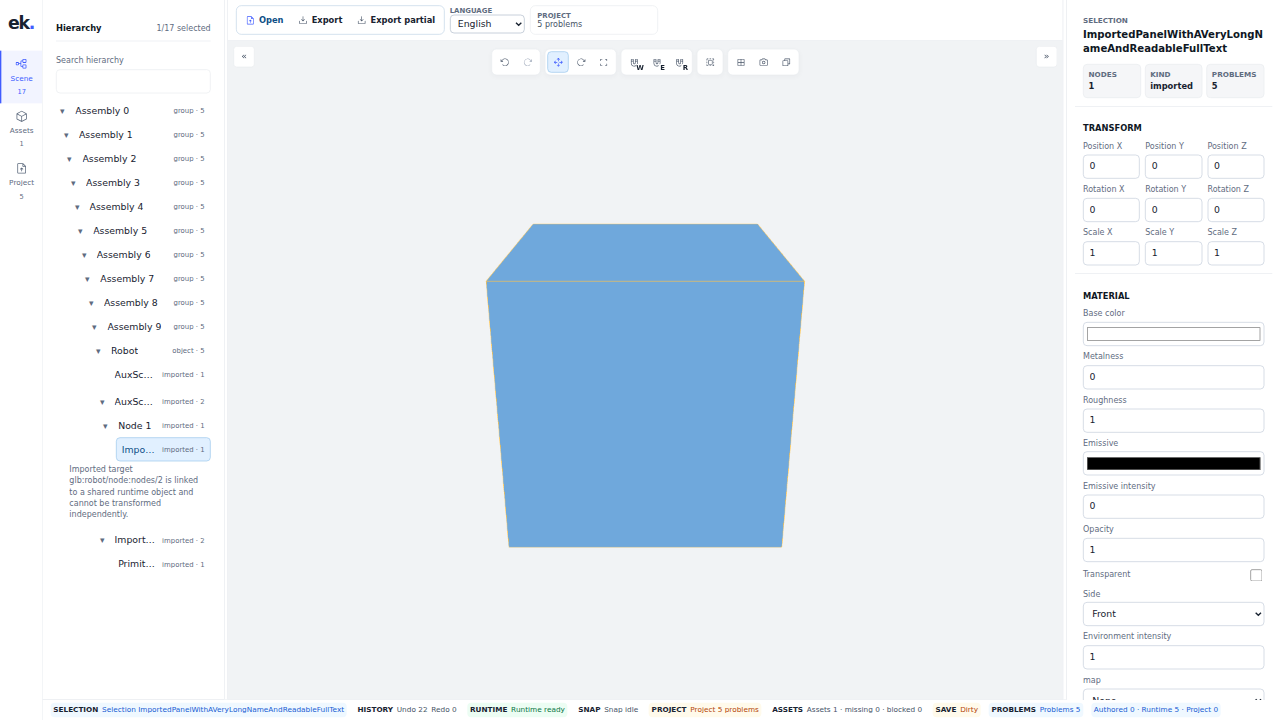 ek.
Scene
17
Assets
1
Project
5
Hierarchy 1/17 selected
Search hierarchy
▼ Assembly 0 group · 5
▼ Assembly 1 group · 5
▼ Assembly 2 group · 5
▼ Assembly 3 group · 5
▼ Assembly 4 group · 5
▼ Assembly 5 group · 5
▼ Assembly 6 group · 5
▼ Assembly 7 group · 5
▼ Assembly 8 group · 5
▼ Assembly 9 group · 5
▼ Robot object · 5
AuxSc... imported · 1
▼ AuxSc... imported · 2
▼ Node 1 imported · 1
Impo... imported · 1
Imported target
glb:robot/node:nodes/2 is linked
to a shared runtime object and
cannot be transformed
independently.
▼ Import... imported · 2
Primit... imported · 1
Open Export Export partial
LANGUAGE
English
PROJECT
5 problems
«
W E R
»
SELECTION
ImportedPanelWithAVeryLongN
ameAndReadableFullText
NODES KIND PROBLEMS
1 imported 5
TRANSFORM
Position X Position Y Position Z
0 0 0
Rotation X Rotation Y Rotation Z
0 0 0
Scale X Scale Y Scale Z
1 1 1
MATERIAL
Base color
Metalness
0
Roughness
1
Emissive
Emissive intensity
0
Opacity
1
Transparent
Side
Front
Environment intensity
1
map
None
SELECTION Selection ImportedPanelWithAVeryLongNameAndReadableFullText HISTORY Undo 22 Redo 0 RUNTIME Runtime ready SNAP Snap idle PROJECT Project 5 problems ASSETS Assets 1 · missing 0 · blocked 0 SAVE Dirty PROBLEMS Problems 5 Authored 0 · Runtime 5 · Project 0